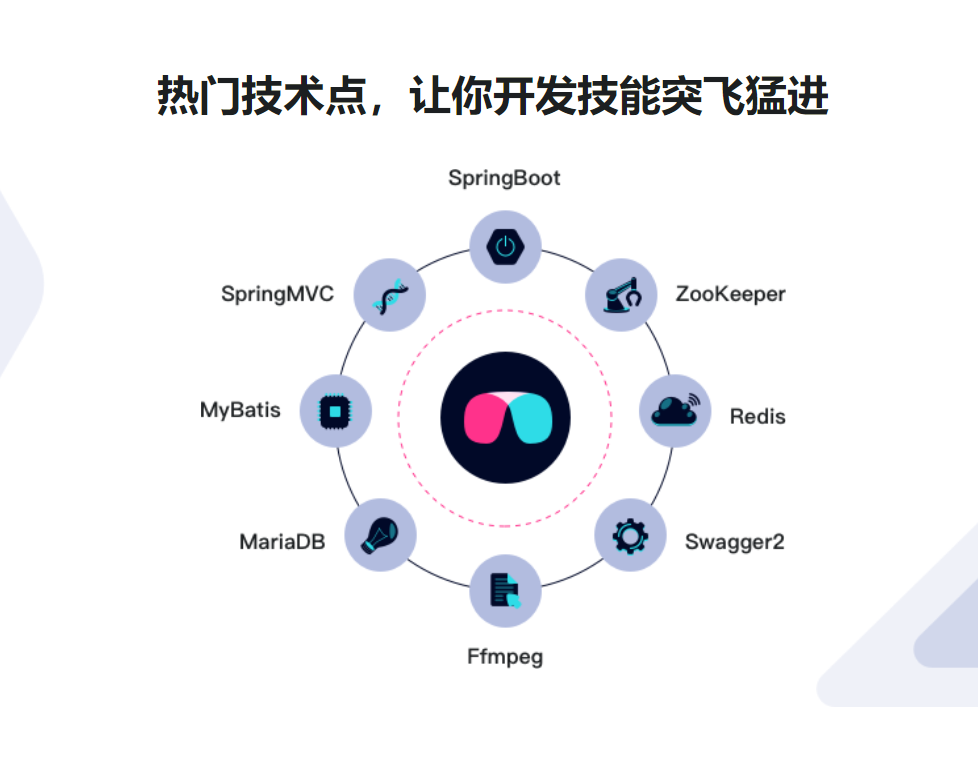 热门技术点，让你开发技能突飞猛进
SpringBoot
SpringMVC
ZooKeeper
MyBatis
Redis
MariaDB
Swagger2
Ffmpeg